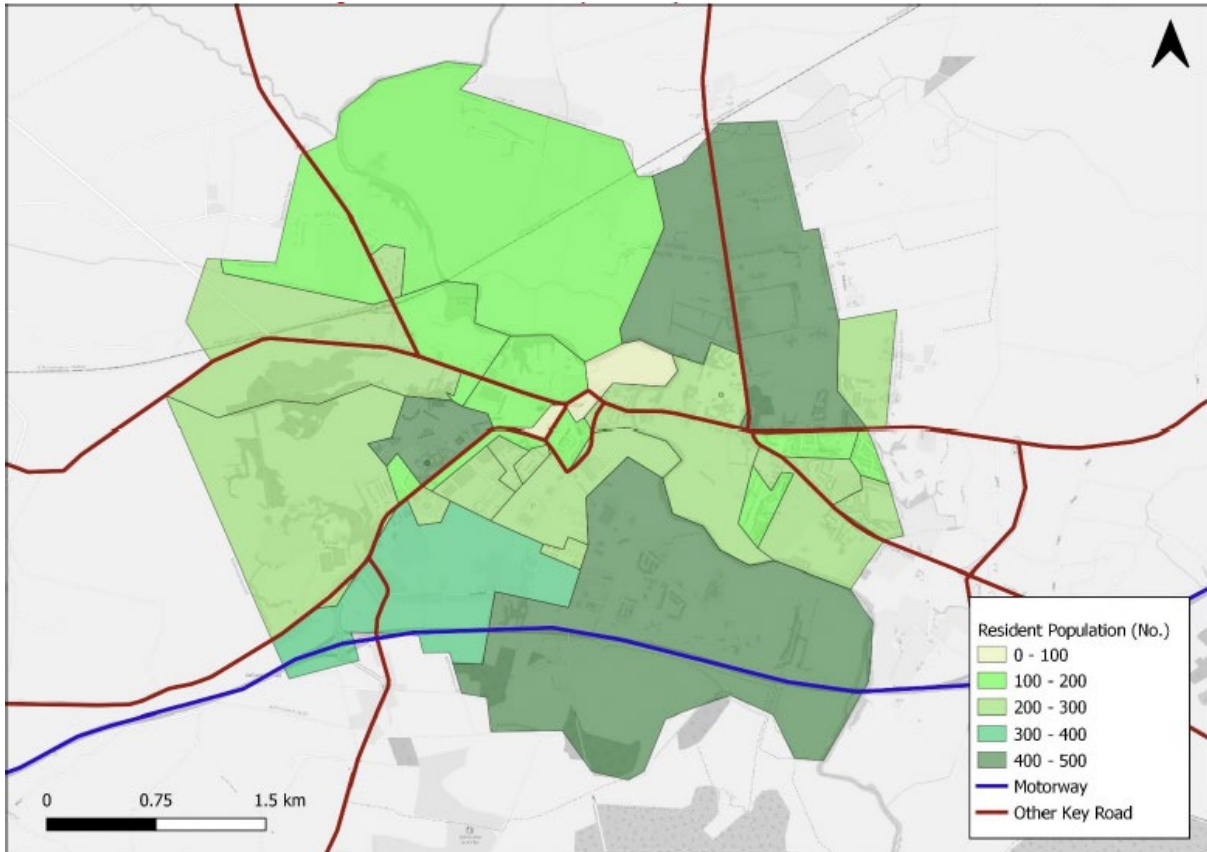 Resident Population (No.)
0 - 100
100 - 200
200 - 300
300 - 400
400 - 500
Motorway
Other Key Road
0 0.75 1.5 km